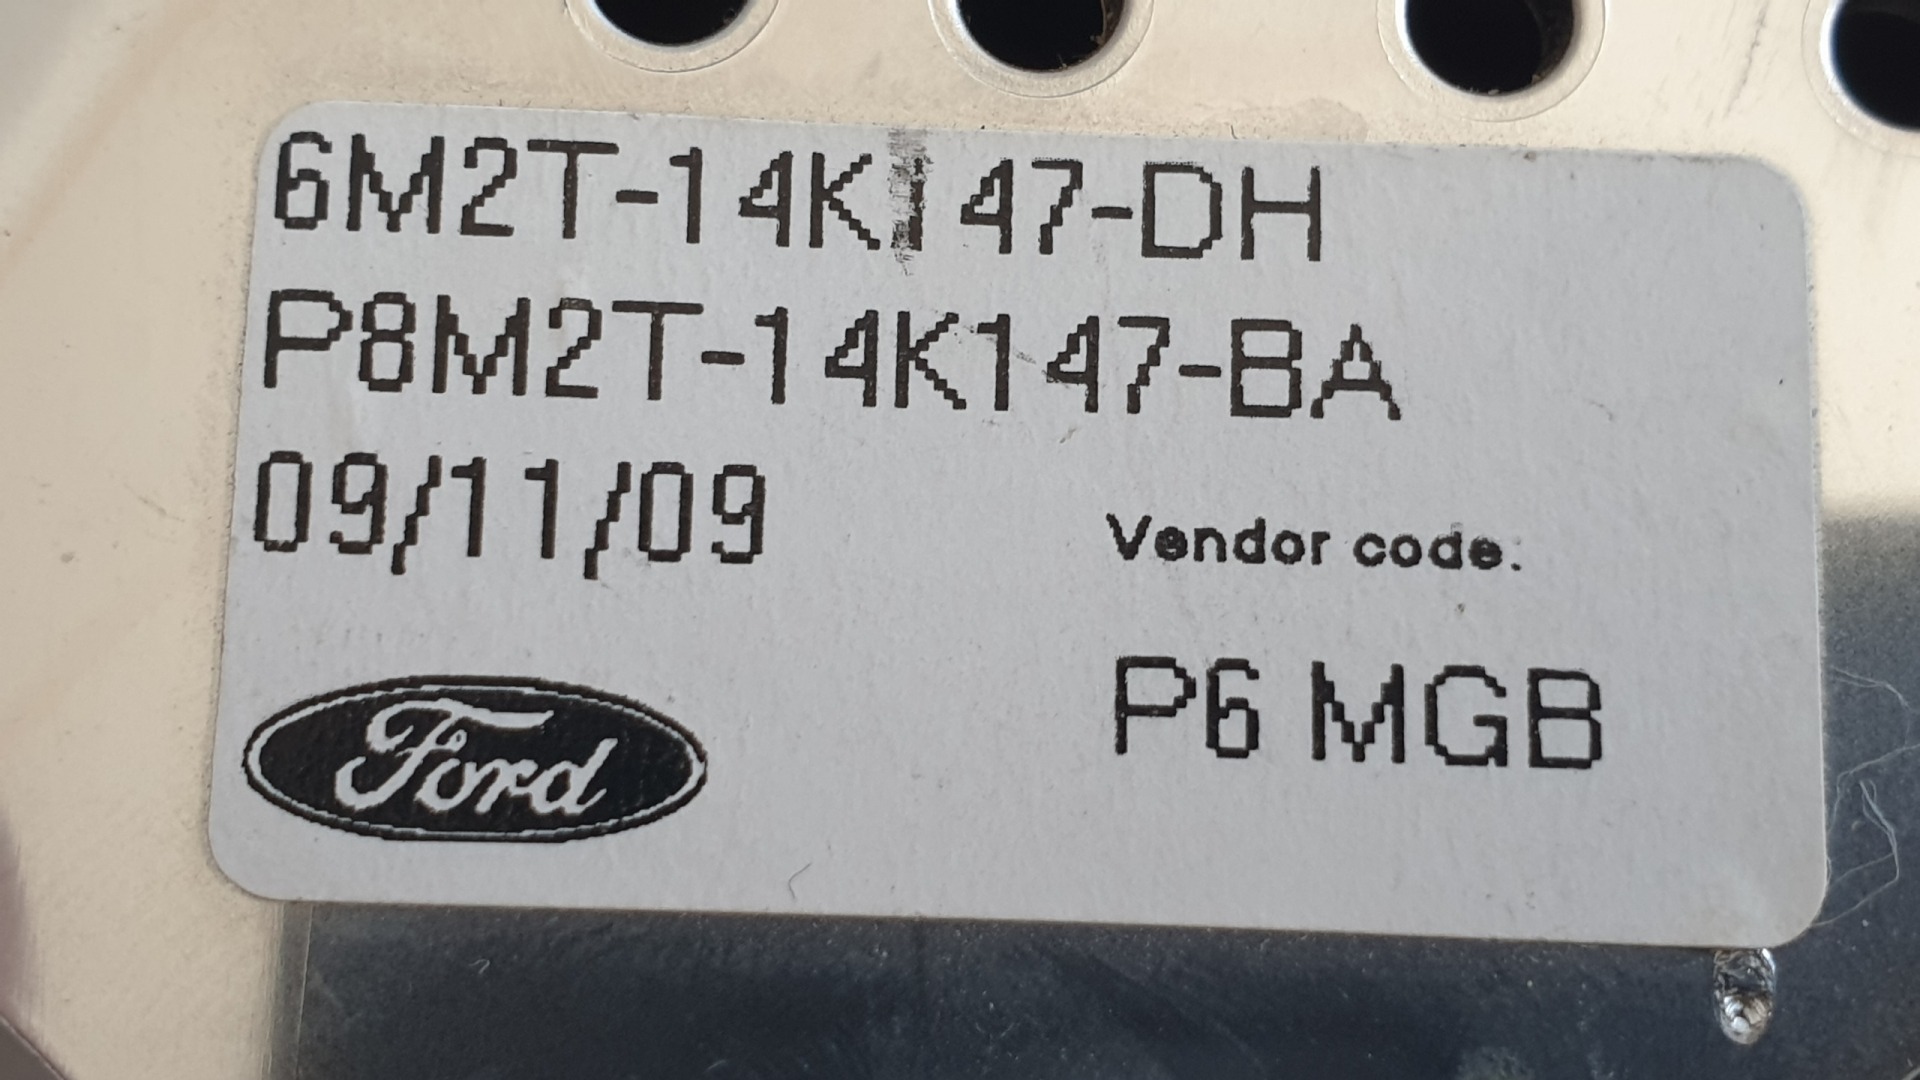 6M2T-14K147-DH
P8M2T-14K147-BA
09/11/09
Vendor code:
Ford
P6 MGB